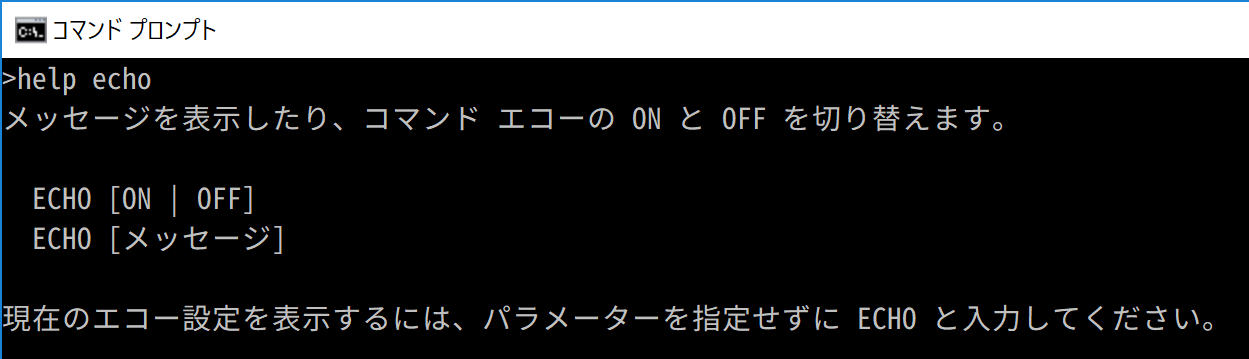 C:\_ コマンド プロンプト
>help echo
メッセージを表示したり、コマンド エコーの ON と OFF を切り替えます。
ECHO [ON | OFF]
ECHO [メッセージ]
現在のエコー設定を表示するには、パラメーターを指定せずに ECHO と入力してください。